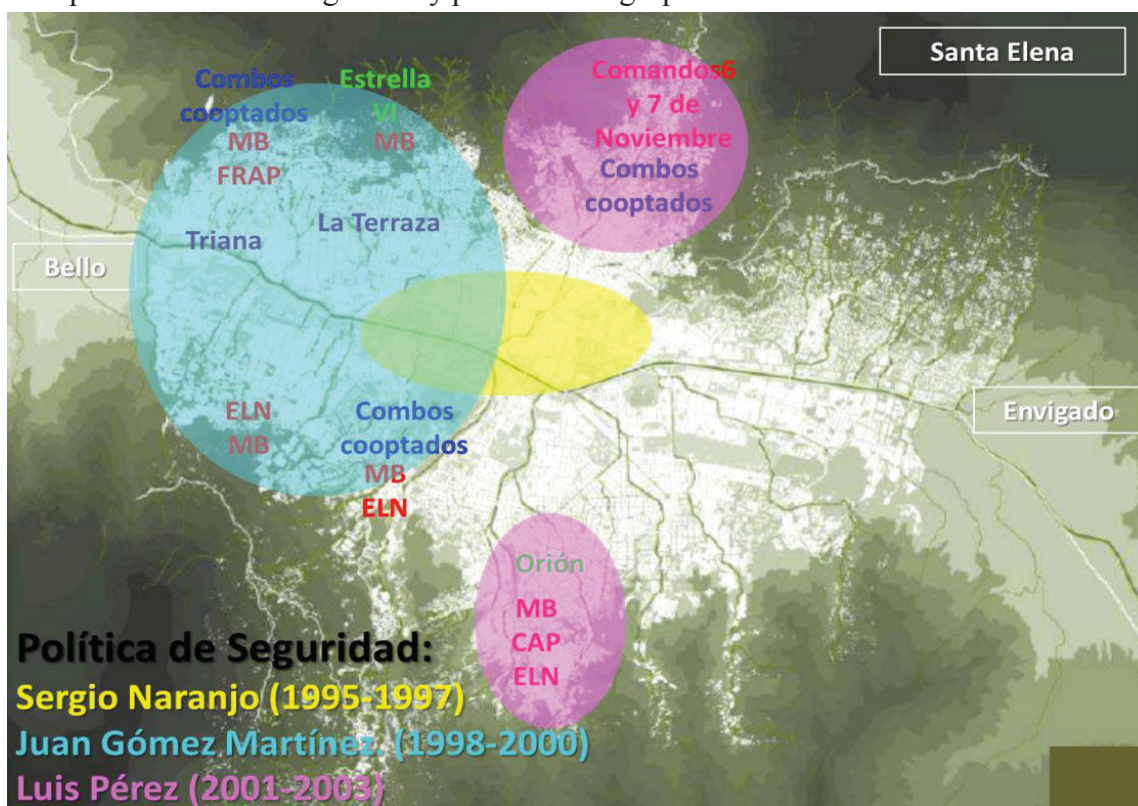 Santa Elena
Combos
cooptados
MB
FRAP
Estrella
VI
MB
Comandos6
y 7 de
Noviembre
Combos
cooptados
La Terraza
Triana
Bello
Envigado
ELN
MB
Combos
cooptados
MB
ELN
Orión
MB
CAP
ELN
Política de Seguridad:
Sergio Naranjo (1995-1997)
Juan Gómez Martínez. (1998-2000)
Luis Pérez (2001-2003)